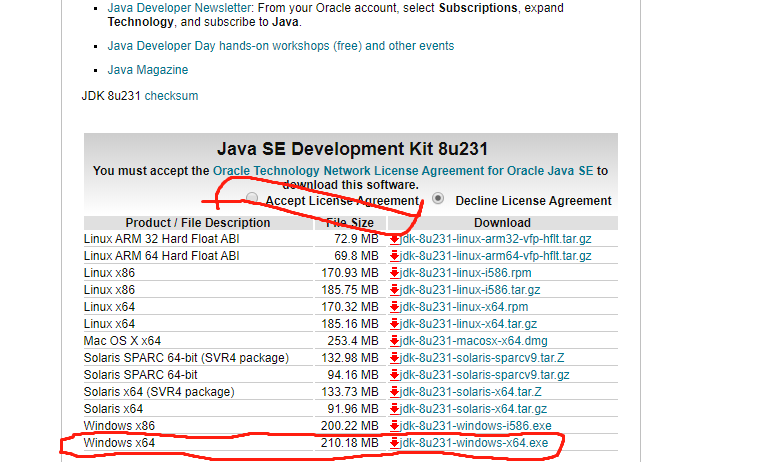 Java Developer Newsletter: From your Oracle account, select Subscriptions, expand
Technology, and subscribe to Java.
Java Developer Day hands-on workshops (free) and other events
Java Magazine
JDK 8u231 checksum
Java SE Development Kit 8u231
You must accept the Oracle Technology Network License Agreement for Oracle Java SE to
download this software.
Accept License Agreement Decline License Agreement
Product / File Description File Size Download
Linux ARM 32 Hard Float ABI 72.9 MB jdk-8u231-linux-arm32-vfp-hflt.tar.gz
Linux ARM 64 Hard Float ABI 69.8 MB jdk-8u231-linux-arm64-vfp-hflt.tar.gz
Linux x86 170.93 MB jdk-8u231-linux-i586.rpm
Linux x86 185.75 MB jdk-8u231-linux-i586.tar.gz
Linux x64 170.32 MB jdk-8u231-linux-x64.rpm
Linux x64 185.16 MB jdk-8u231-linux-x64.tar.gz
Mac OS X x64 253.4 MB jdk-8u231-macosx-x64.dmg
Solaris SPARC 64-bit (SVR4 package) 132.98 MB jdk-8u231-solaris-sparcv9.tar.Z
Solaris SPARC 64-bit 94.16 MB jdk-8u231-solaris-sparcv9.tar.gz
Solaris x64 (SVR4 package) 133.73 MB jdk-8u231-solaris-x64.tar.Z
Solaris x64 91.96 MB jdk-8u231-solaris-x64.tar.gz
Windows x86 200.22 MB jdk-8u231-windows-i586.exe
Windows x64 210.18 MB jdk-8u231-windows-x64.exe